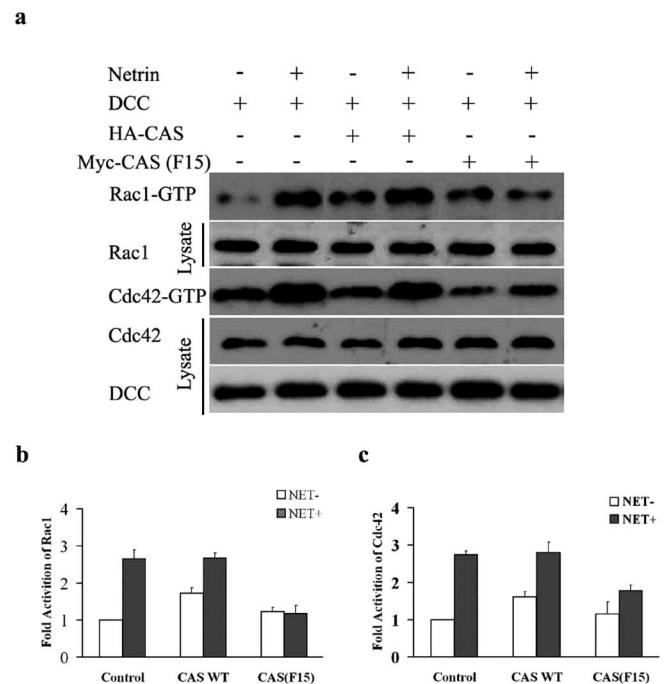 a
Netrin - + - + - +
DCC + + + + + +
HA-CAS - - + + - -
Myc-CAS (F15) - - - - + +
Rac1-GTP
Rac1
Lysate
Cdc42-GTP
Cdc42
Lysate
DCC
b
NET-
NET+
Fold Activition of Rac1
4
3
2
1
0
Control CAS WT CAS(F15)
c
NET-
NET+
Fold Activition of Cdc42
4
3
2
1
0
Control CAS WT CAS(F15)